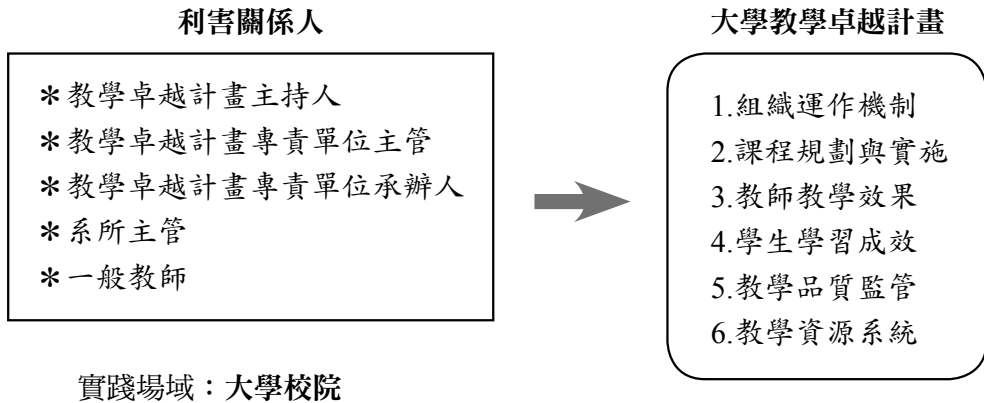 利害關係人
＊教學卓越計畫主持人
＊教學卓越計畫專責單位主管
＊教學卓越計畫專責單位承辦人
＊系所主管
＊一般教師
大學教學卓越計畫
1.組織運作機制
2.課程規劃與實施
3.教師教學效果
4.學生學習成效
5.教學品質監管
6.教學資源系統
實踐場域：大學校院